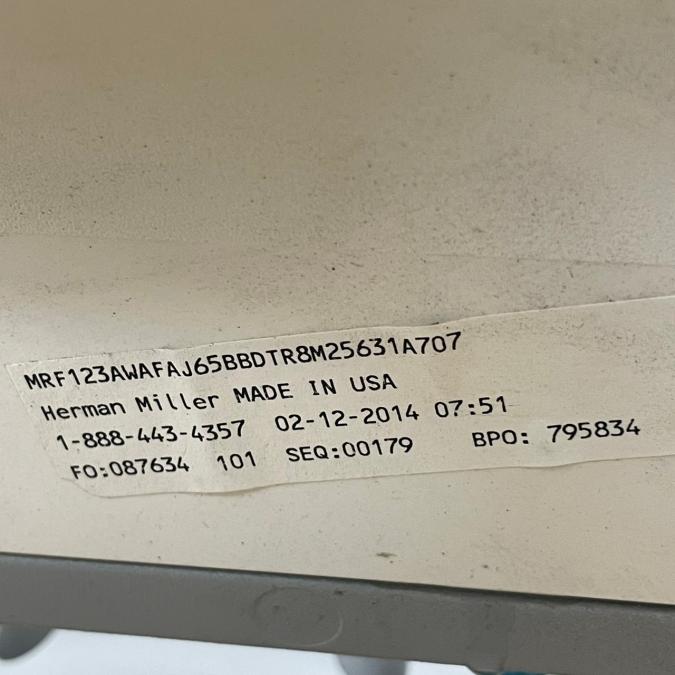 MRF123AWAFAJ65BBDTR8M25631A707
Herman Miller MADE IN USA
1-888-443-4357 02-12-2014 07:51
FO:087634 101 SEQ:00179 BPO: 795834